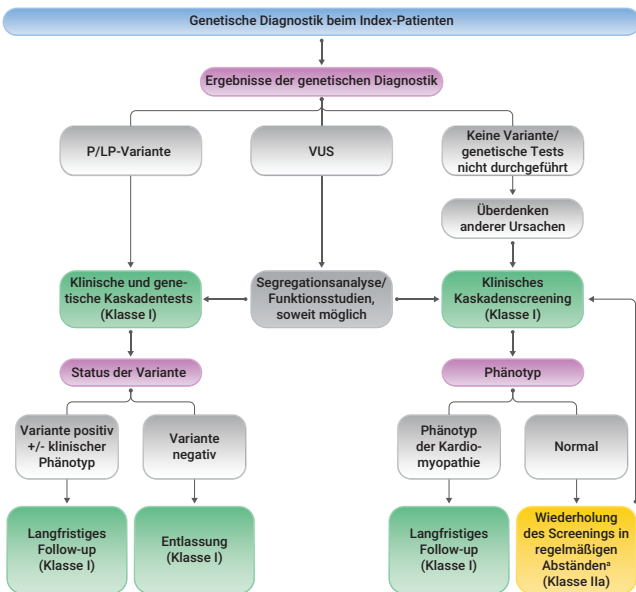 Genetische Diagnostik beim Index-Patienten
Ergebnisse der genetischen Diagnostik
P/LP-Variante
VUS
Keine Variante/
genetische Tests
nicht durchgeführt
Überdenken
anderer Ursachen
Klinische und gene-
tische Kaskadentests
(Klasse I)
Segregationsanalyse/
Funktionsstudien,
soweit möglich
Klinisches
Kaskadenscreening
(Klasse I)
Status der Variante
Phänotyp
Variante positiv
+/- klinischer
Phänotyp
Variante
negativ
Phänotyp
der Kardio-
myopathie
Normal
Langfristiges
Follow-up
(Klasse I)
Entlassung
(Klasse I)
Langfristiges
Follow-up
(Klasse I)
Wiederholung
des Screenings in
regelmäßigen
Abständenᵃ
(Klasse IIa)